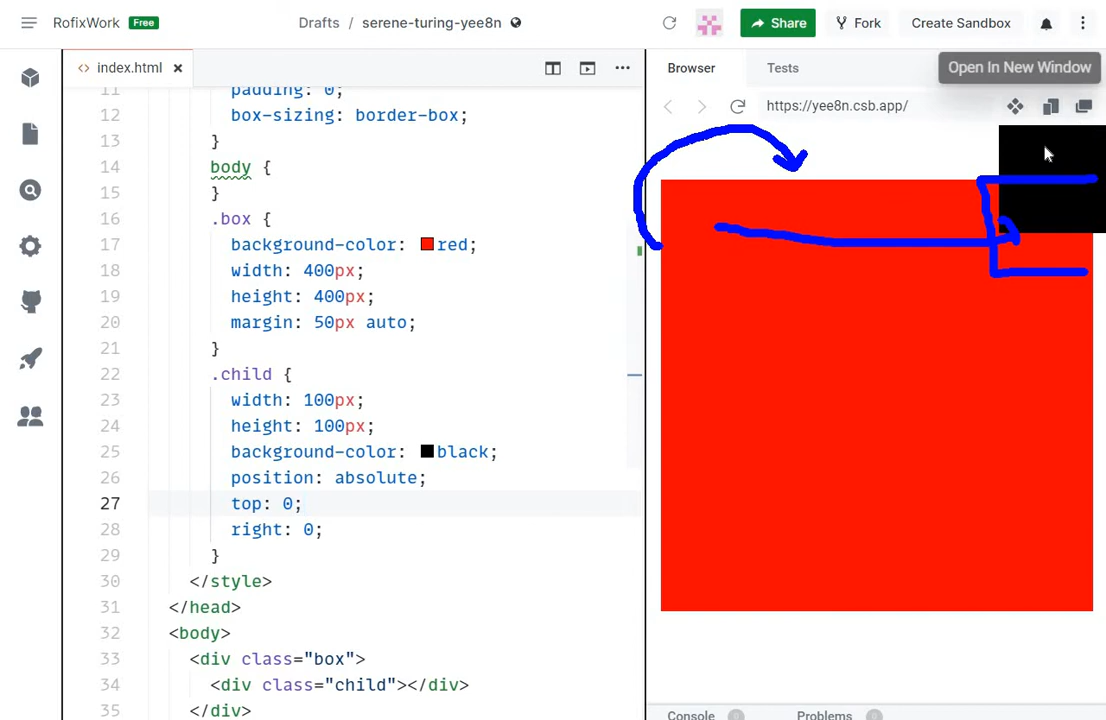 RofixWork Free Drafts / serene-turing-yee8n Share Fork Create Sandbox
index.html
Browser Tests Open In New Window
https://yee8n.csb.app/
11 padding: 0;
12 box-sizing: border-box;
13 }
14 body {
15 }
16 .box {
17 background-color: red;
18 width: 400px;
19 height: 400px;
20 margin: 50px auto;
21 }
22 .child {
23 width: 100px;
24 height: 100px;
25 background-color: black;
26 position: absolute;
27 top: 0;
28 right: 0;
29 }
30 </style>
31 </head>
32 <body>
33 <div class="box">
34 <div class="child"></div>
35 </div>
Console 0 Problems 0